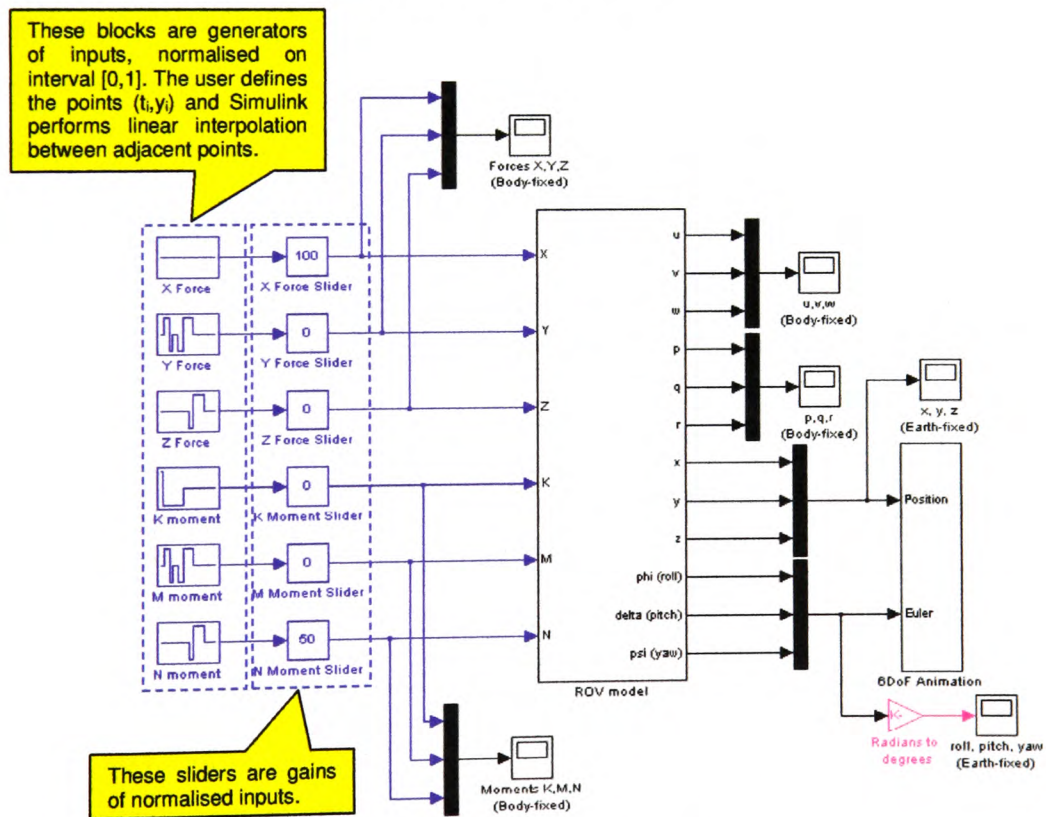 These blocks are generators
of inputs, normalised on
interval [0,1]. The user defines
the points (tᵢ,yᵢ) and Simulink
performs linear interpolation
between adjacent points.
Forces X,Y,Z
(Body-fixed)
X Force
100
X Force Slider
Y Force
0
Y Force Slider
Z Force
0
Z Force Slider
K moment
0
K Moment Slider
M moment
0
M Moment Slider
N moment
50
N Moment Slider
X
Y
Z
K
M
N
u
v
w
p
q
r
x
y
z
phi (roll)
delta (pitch)
psi (yaw)
ROV model
u,v,w
(Body-fixed)
p,q,r
(Body-fixed)
x, y, z
(Earth-fixed)
Position
Euler
6DoF Animation
K-
Radians to
degrees
roll, pitch, yaw
(Earth-fixed)
Moments K,M,N
(Body-fixed)
These sliders are gains
of normalised inputs.